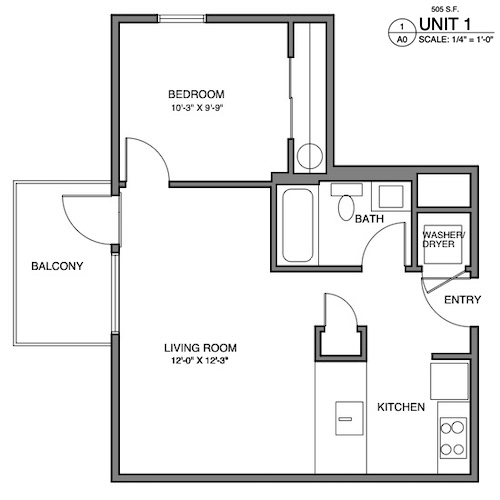 505 S.F.
1
A0
UNIT 1
SCALE: 1/4" = 1'-0"
BEDROOM
10'-3" X 9'-9"
BATH
WASHER/
DRYER
BALCONY
ENTRY
LIVING ROOM
12'-0" X 12'-3"
KITCHEN